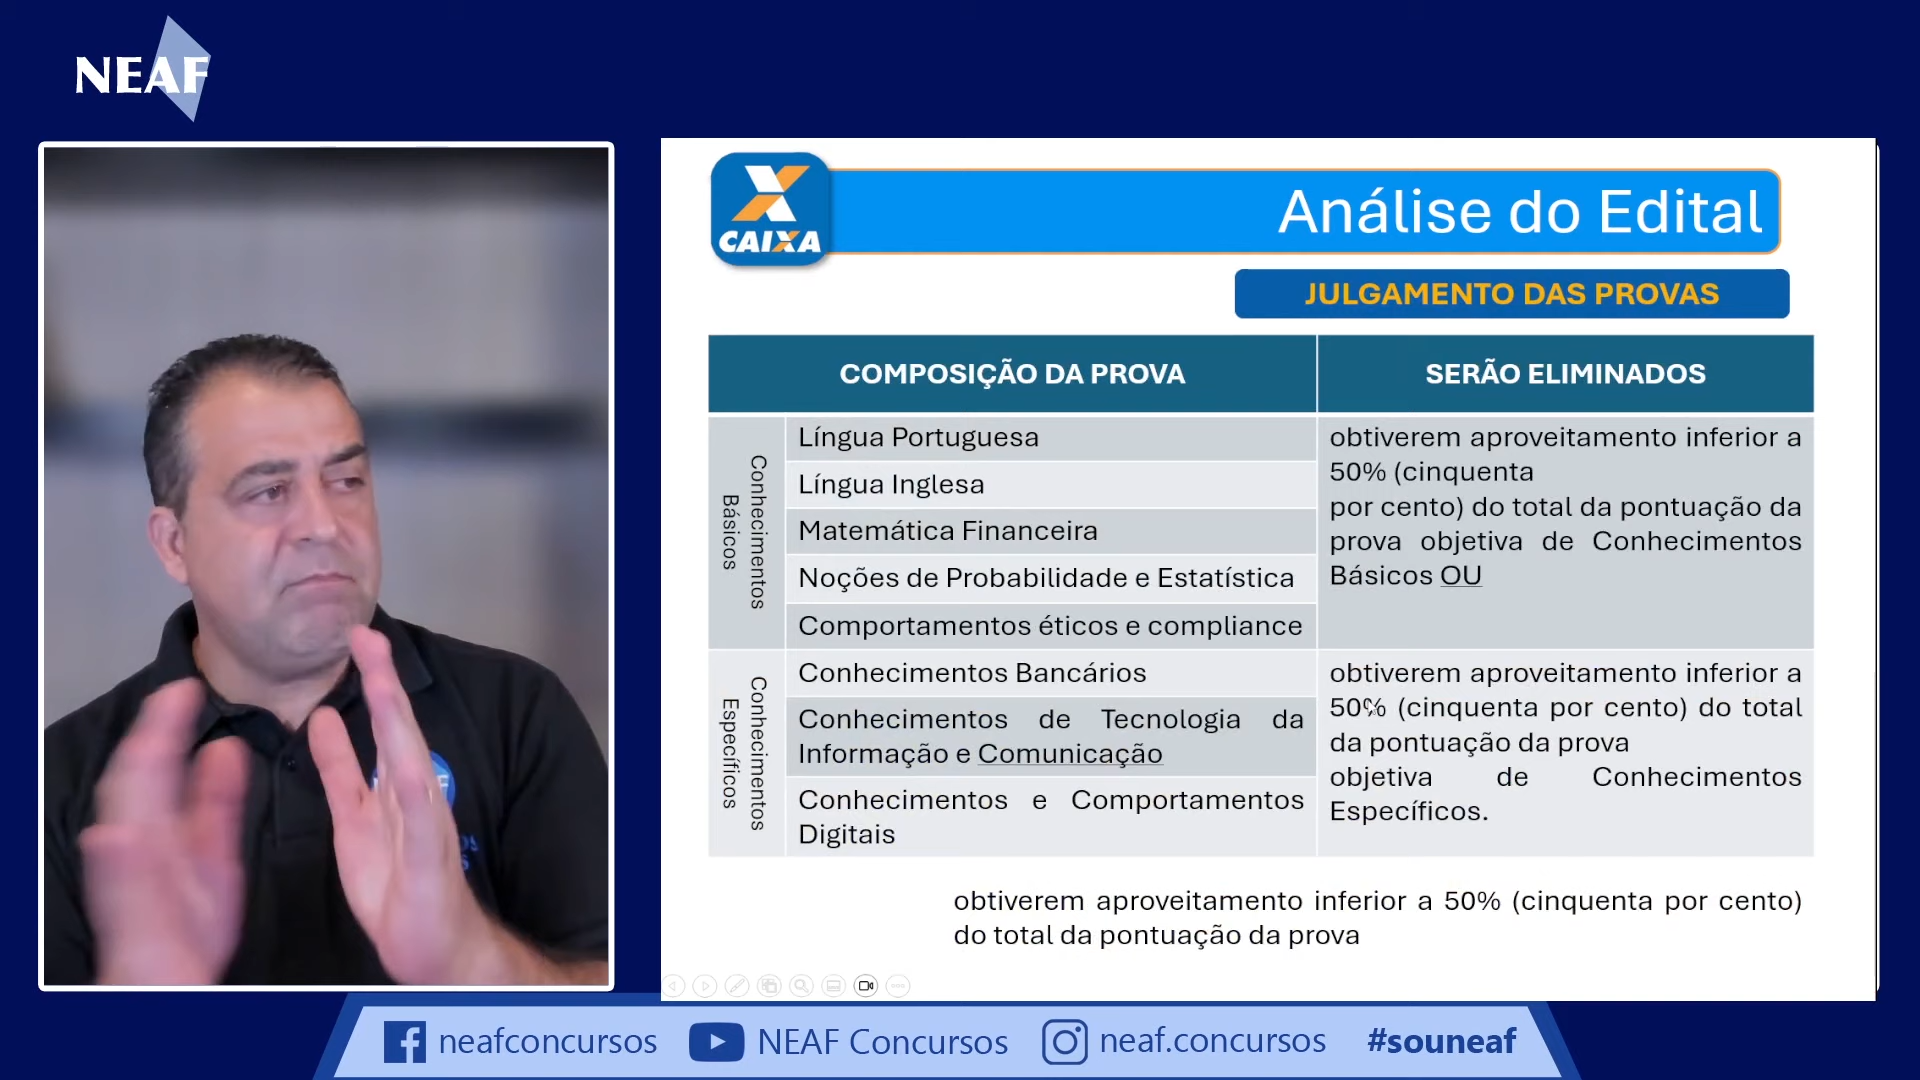 NEAF
CAIXA
Análise do Edital
JULGAMENTO DAS PROVAS
COMPOSIÇÃO DA PROVA
SERÃO ELIMINADOS
Conhecimentos
Básicos
Língua Portuguesa
Língua Inglesa
Matemática Financeira
Noções de Probabilidade e Estatística
Comportamentos éticos e compliance
obtiverem aproveitamento inferior a
50% (cinquenta
por cento) do total da pontuação da
prova objetiva de Conhecimentos
Básicos OU
Conhecimentos
Específicos
Conhecimentos Bancários
Conhecimentos de Tecnologia da
Informação e Comunicação
Conhecimentos e Comportamentos
Digitais
obtiverem aproveitamento inferior a
50% (cinquenta por cento) do total
da pontuação da prova
objetiva de Conhecimentos
Específicos.
obtiverem aproveitamento inferior a 50% (cinquenta por cento)
do total da pontuação da prova
neafconcursos
NEAF Concursos
neaf.concursos
#souneaf